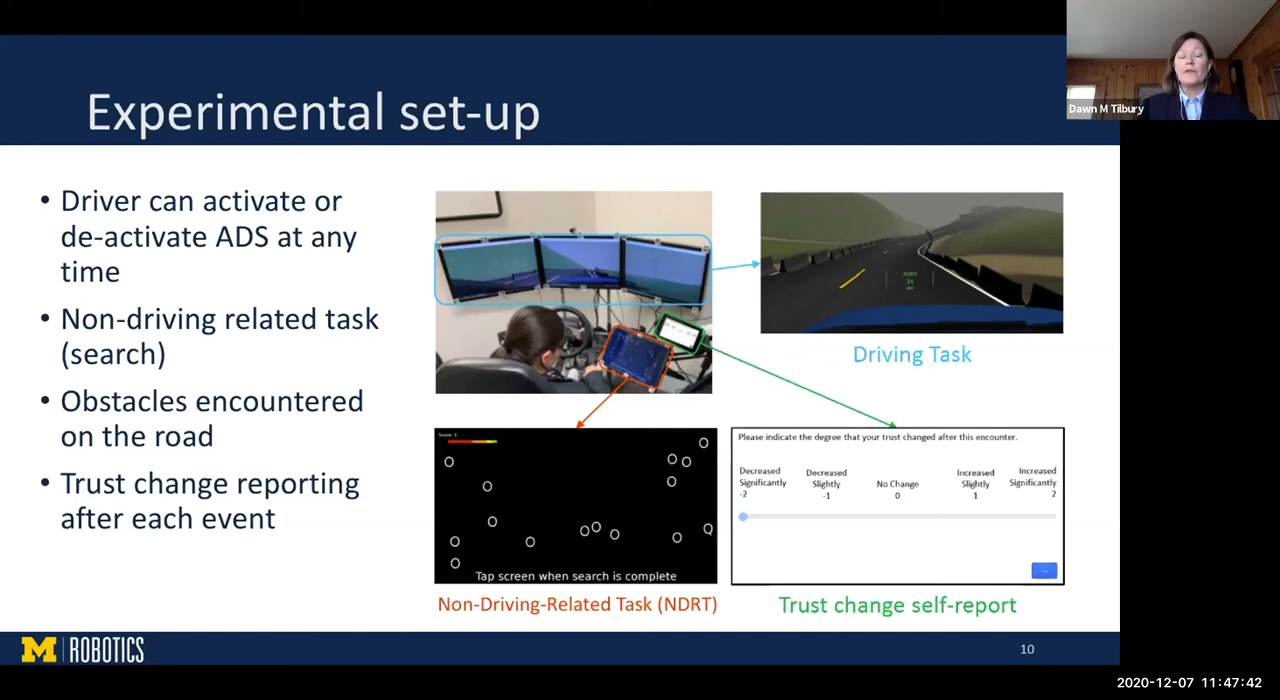 Experimental set-up
Dawn M Tilbury
• Driver can activate or
de-activate ADS at any
time
• Non-driving related task
(search)
• Obstacles encountered
on the road
• Trust change reporting
after each event
AUTO
34
Driving Task
Score: 3
O O O O O O O O O O O O O O O Q
Tap screen when search is complete
Non-Driving-Related Task (NDRT)
Please indicate the degree that your trust changed after this encounter.
Decreased Significantly -2
Decreased Slightly -1
No Change 0
Increased Slightly 1
Increased Significantly 2
Trust change self-report
M ROBOTICS
10
2020-12-07 11:47:42